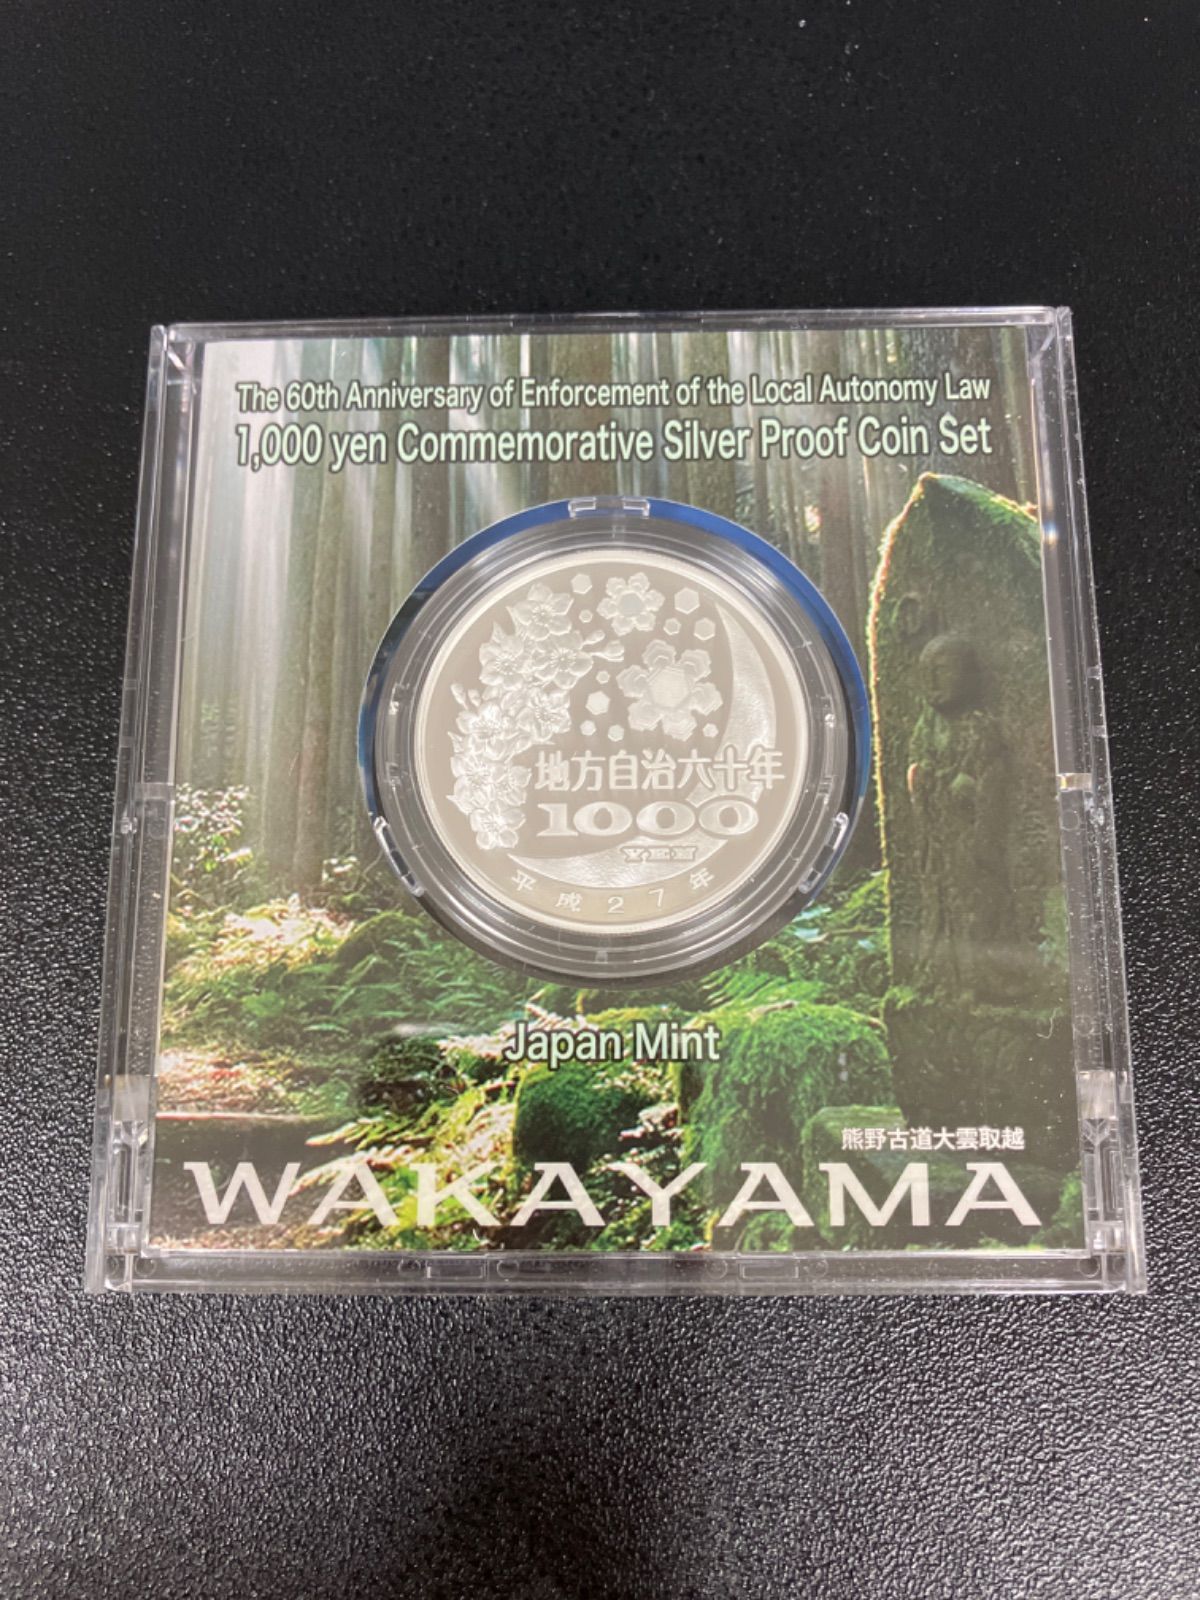 The 60th Anniversary of Enforcement of the Local Autonomy Law
1,000 yen Commemorative Silver Proof Coin Set
地方自治六十年
1000
YEN
平成27年
Japan Mint
熊野古道大雲取越
WAKAYAMA